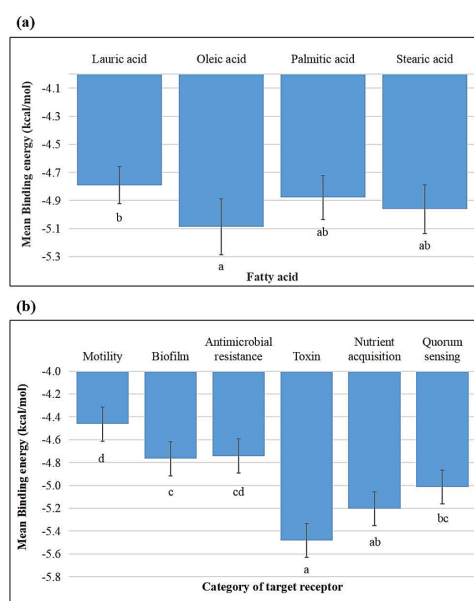 (a)
Lauric acid Oleic acid Palmitic acid Stearic acid
-4.1
-4.3
-4.5
-4.7
-4.9
-5.1
-5.3
Mean Binding energy (kcal/mol)
b a ab ab
Fatty acid
(b)
Motility Biofilm Antimicrobial resistance Toxin Nutrient acquisition Quorum sensing
-4.0
-4.2
-4.4
-4.6
-4.8
-5.0
-5.2
-5.4
-5.6
-5.8
Mean Binding energy (kcal/mol)
d c cd a ab bc
Category of target receptor